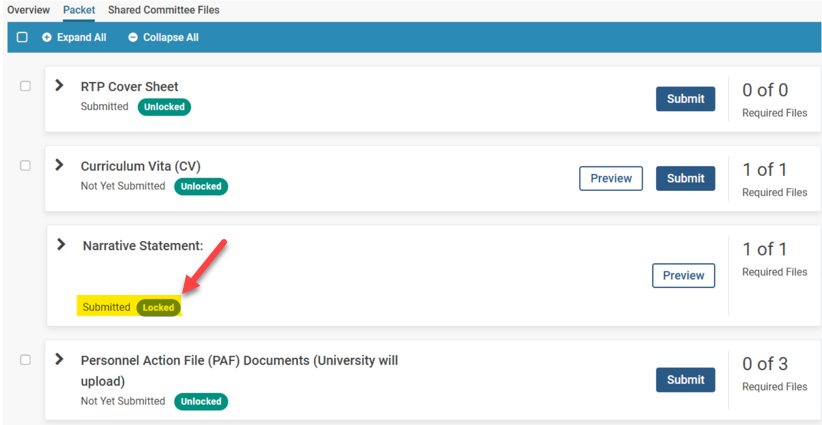 Overview Packet Shared Committee Files
Expand All Collapse All
RTP Cover Sheet
Submitted Unlocked
Submit
0 of 0
Required Files
Curriculum Vita (CV)
Not Yet Submitted Unlocked
Preview Submit
1 of 1
Required Files
Narrative Statement:
Submitted Locked
Preview
1 of 1
Required Files
Personnel Action File (PAF) Documents (University will
upload)
Not Yet Submitted Unlocked
Submit
0 of 3
Required Files